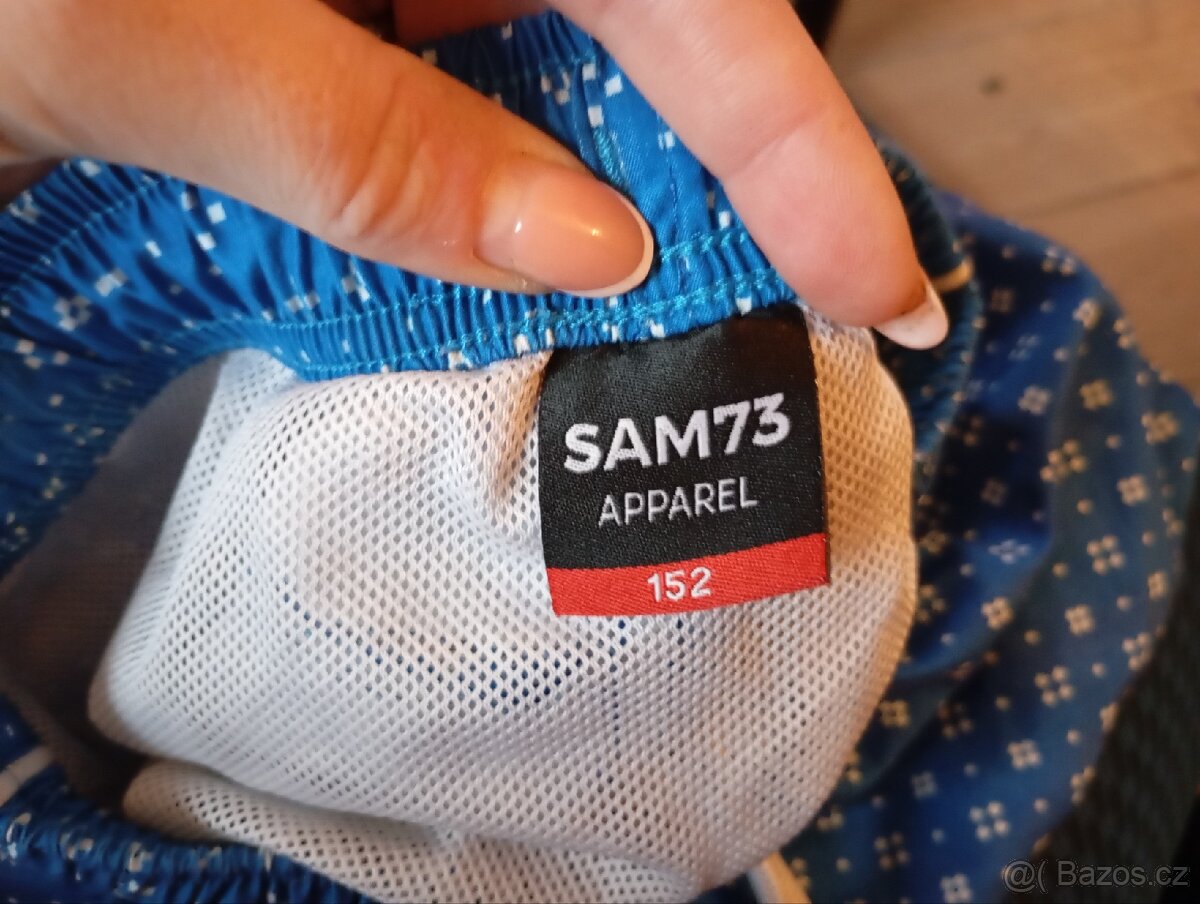 SAM73
APPAREL
152
@( Bazos.cz